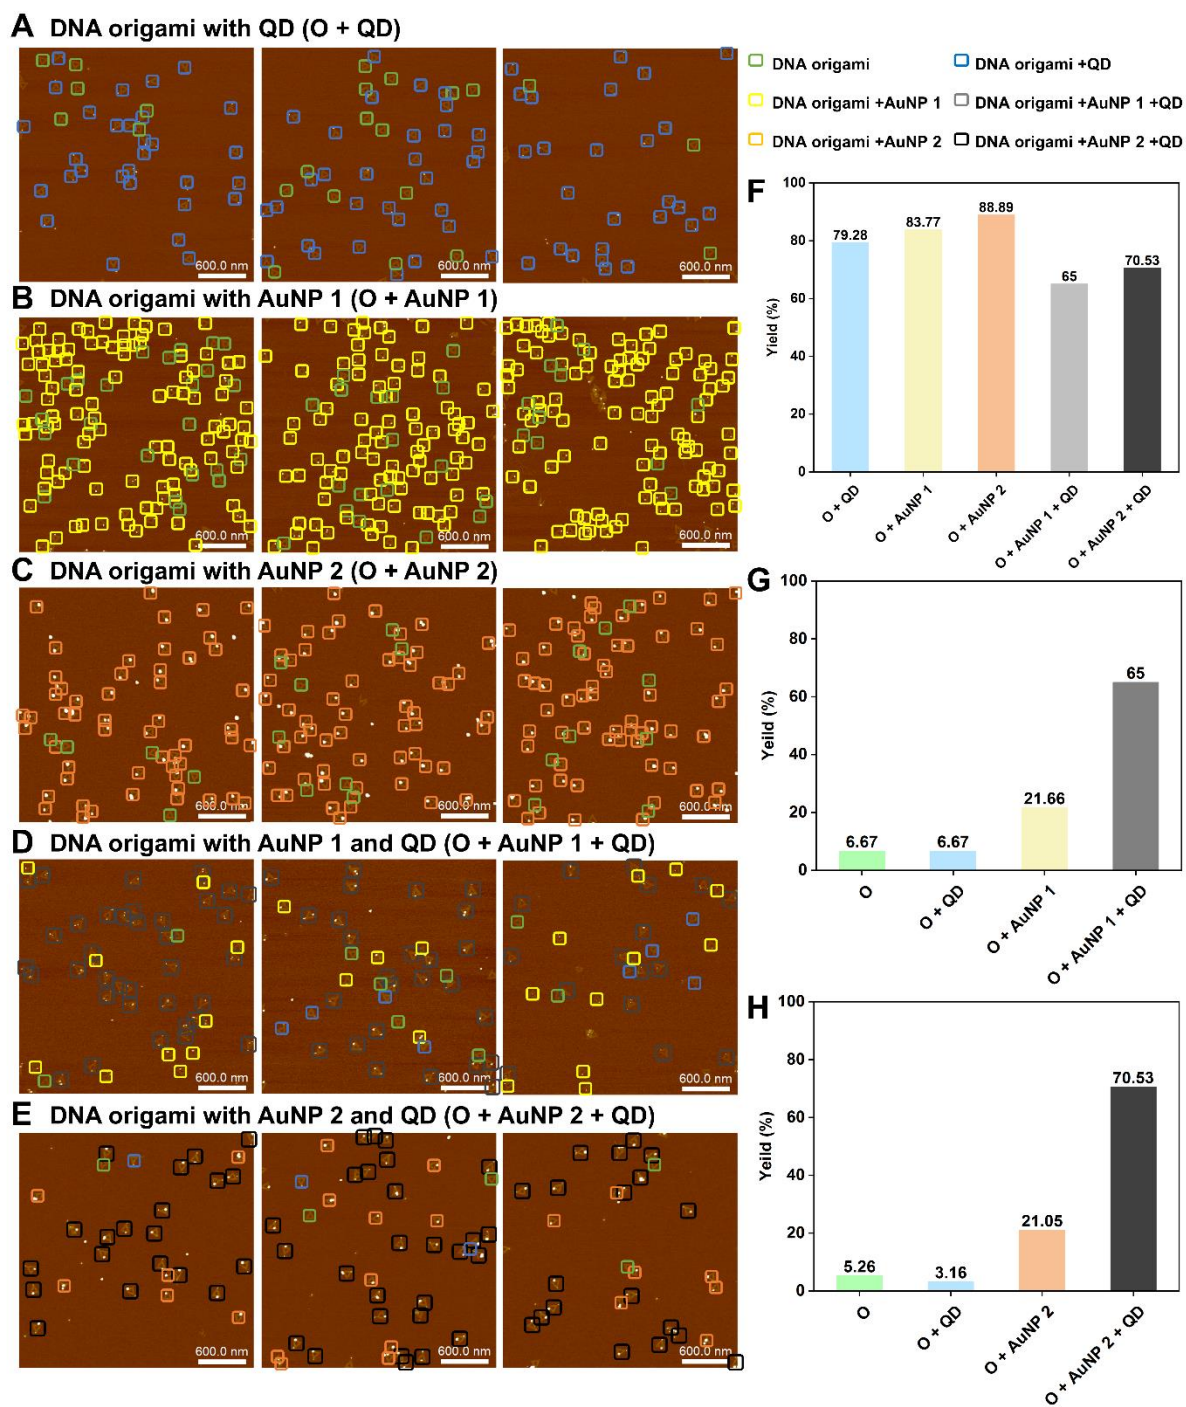 A DNA origami with QD (O + QD)
600.0 nm 600.0 nm 600.0 nm
B DNA origami with AuNP 1 (O + AuNP 1)
600.0 nm 600.0 nm 600.0 nm
C DNA origami with AuNP 2 (O + AuNP 2)
600.0 nm 600.0 nm 600.0 nm
D DNA origami with AuNP 1 and QD (O + AuNP 1 + QD)
600.0 nm 600.0 nm 600.0 nm
E DNA origami with AuNP 2 and QD (O + AuNP 2 + QD)
600.0 nm 600.0 nm 600.0 nm
DNA origami DNA origami +QD
DNA origami +AuNP 1 DNA origami +AuNP 1 +QD
DNA origami +AuNP 2 DNA origami +AuNP 2 +QD
F
Yield (%)
100
80
60
40
20
0
79.28 83.77 88.89 65 70.53
O + QD
O + AuNP 1
O + AuNP 2
O + AuNP 1 + QD
O + AuNP 2 + QD
G
Yeild (%)
100
80
60
40
20
0
6.67 6.67 21.66 65
O
O + QD
O + AuNP 1
O + AuNP 1 + QD
H
Yeild (%)
100
80
60
40
20
0
5.26 3.16 21.05 70.53
O
O + QD
O + AuNP 2
O + AuNP 2 + QD